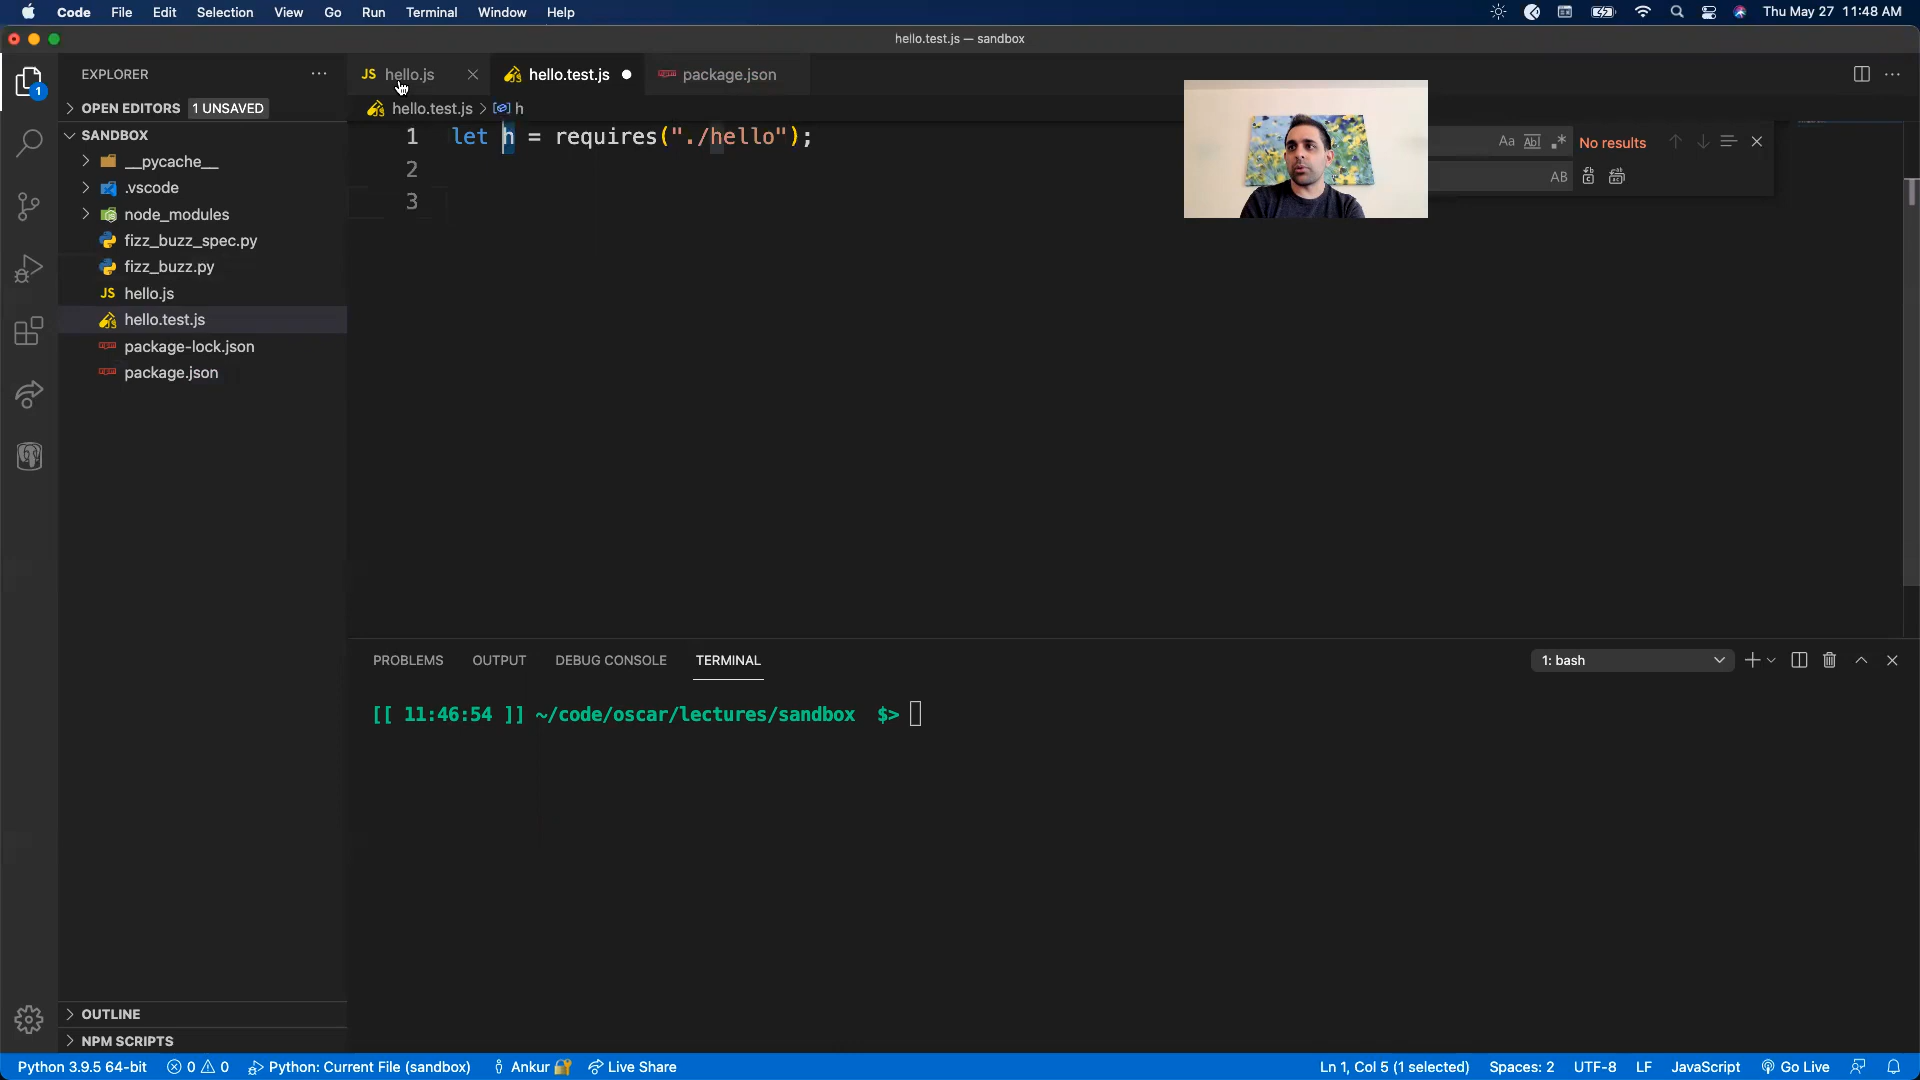 Code File Edit Selection View Go Run Terminal Window Help Thu May 27 11:48 AM
hello.test.js — sandbox
EXPLORER
OPEN EDITORS 1 UNSAVED
SANDBOX
__pycache__
.vscode
node_modules
fizz_buzz_spec.py
fizz_buzz.py
JS hello.js
hello.test.js
package-lock.json
package.json
OUTLINE
NPM SCRIPTS
1
JS hello.js hello.test.js package.json
hello.test.js > h
1 let h = requires("./hello");
2
3
Aa Abl .* No results
AB
PROBLEMS OUTPUT DEBUG CONSOLE TERMINAL 1: bash
[[ 11:46:54 ]] ~/code/oscar/lectures/sandbox $>
Python 3.9.5 64-bit 0 0 Python: Current File (sandbox) Ankur Live Share Ln 1, Col 5 (1 selected) Spaces: 2 UTF-8 LF JavaScript Go Live